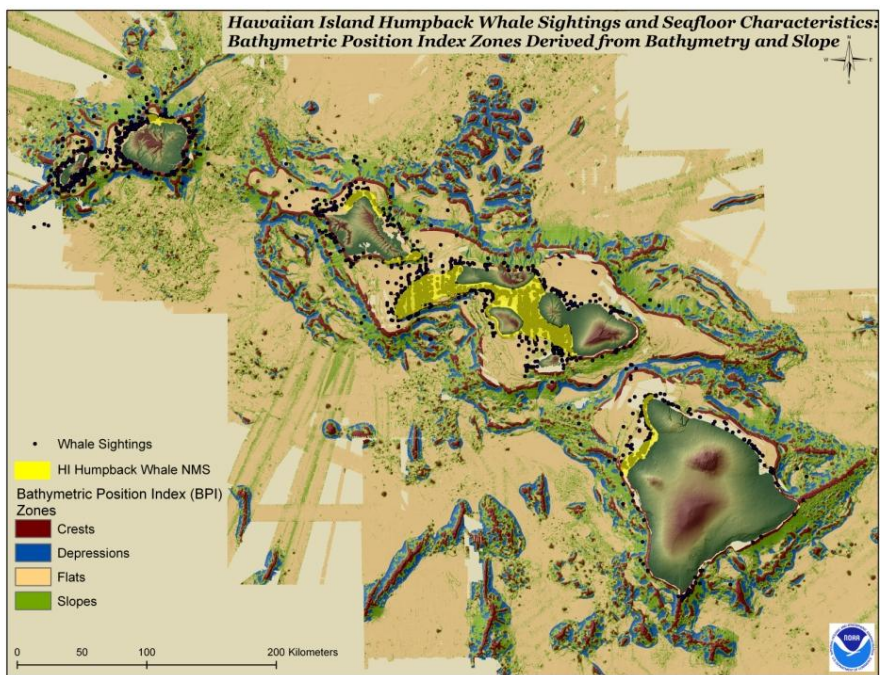 Hawaiian Island Humpback Whale Sightings and Seafloor Characteristics:
Bathymetric Position Index Zones Derived from Bathymetry and Slope
N
W
E
S
Whale Sightings
HI Humpback Whale NMS
Bathymetric Position Index (BPI)
Zones
Crests
Depressions
Flats
Slopes
0 50 100 200 Kilometers
NOAA